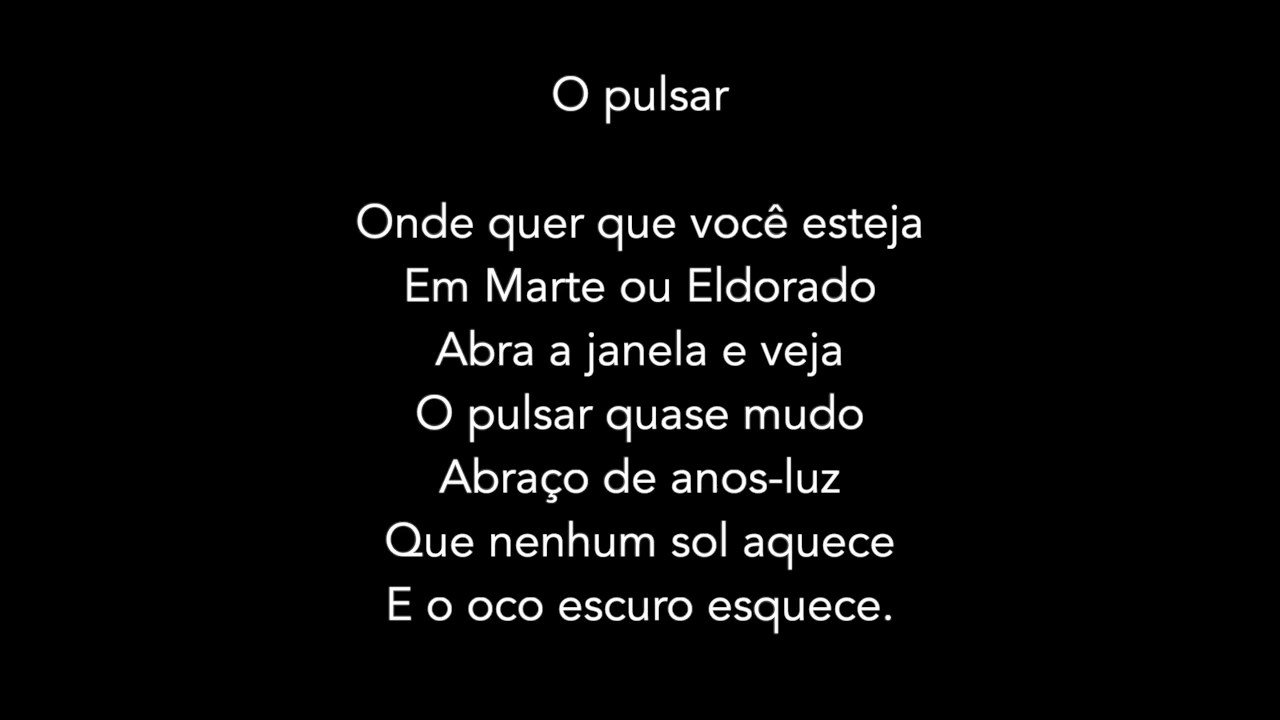 O pulsar
Onde quer que você esteja
Em Marte ou Eldorado
Abra a janela e veja
O pulsar quase mudo
Abraço de anos-luz
Que nenhum sol aquece
E o oco escuro esquece.